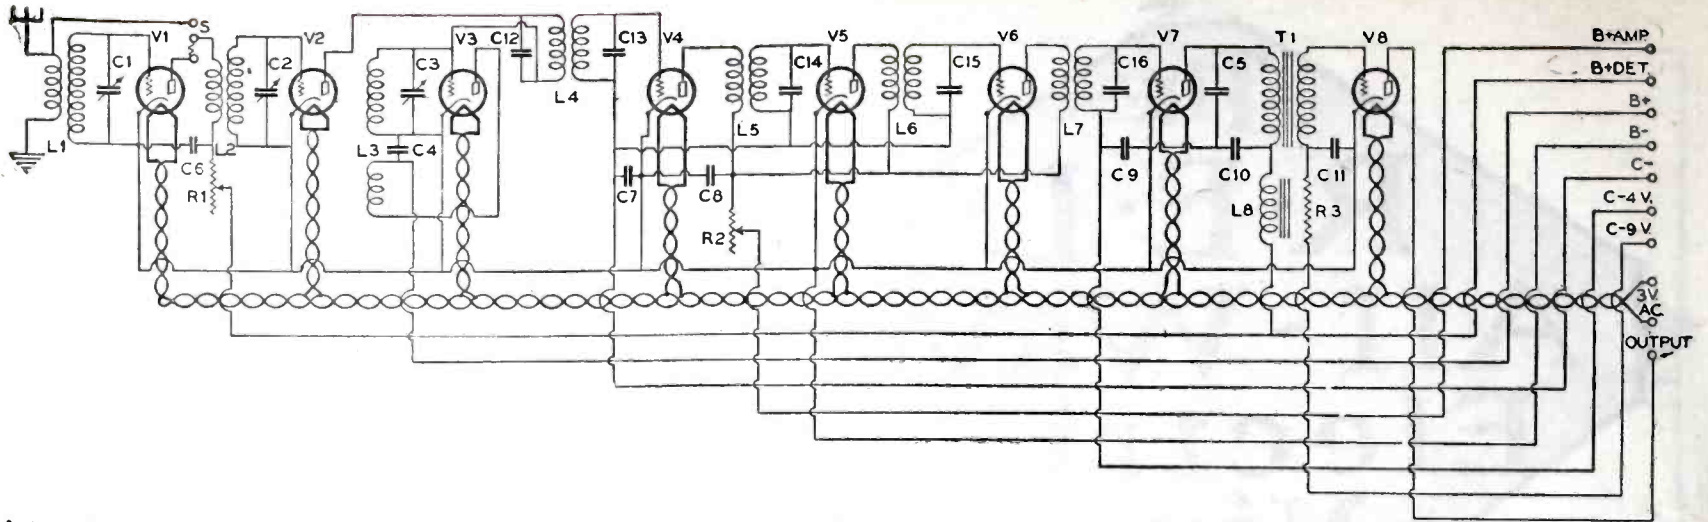 S
V1
V2
V3
C12
C13
V4
V5
V6
V7
T1
V8
B+AMP.
C1
C2
C3
C14
C15
C16
C5
B+DET.
L4
B+
L1
L2
L3
C4
L5
L6
L7
B-
C6
C7
C8
C9
C10
C11
C-
R1
R2
L8
R3
C-4V.
C-9V.
3V.
AC.
OUTPUT